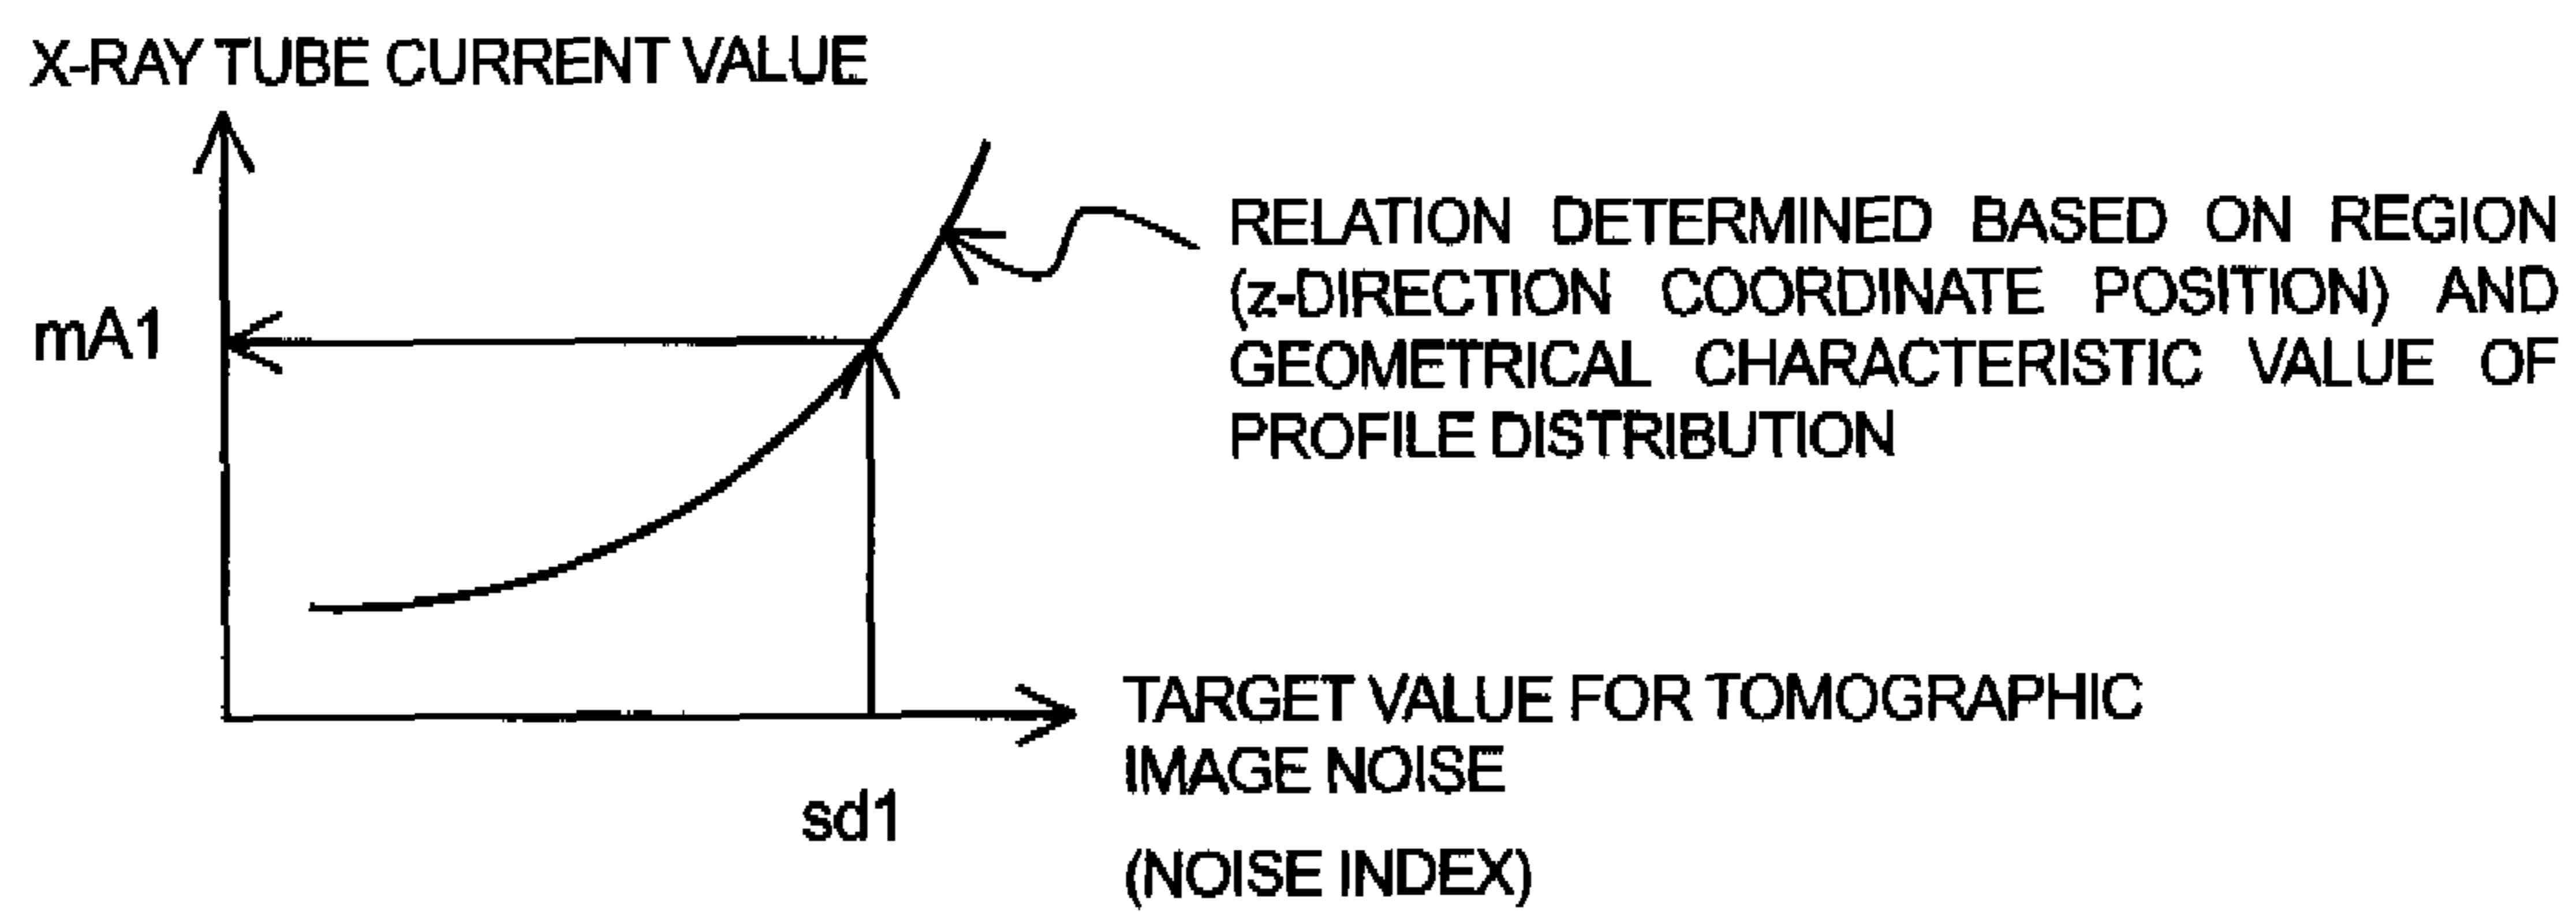 X-RAY TUBE CURRENT VALUE
mA1
RELATION DETERMINED BASED ON REGION
(z-DIRECTION COORDINATE POSITION) AND
GEOMETRICAL CHARACTERISTIC VALUE OF
PROFILE DISTRIBUTION
TARGET VALUE FOR TOMOGRAPHIC
IMAGE NOISE
sd1
(NOISE INDEX)